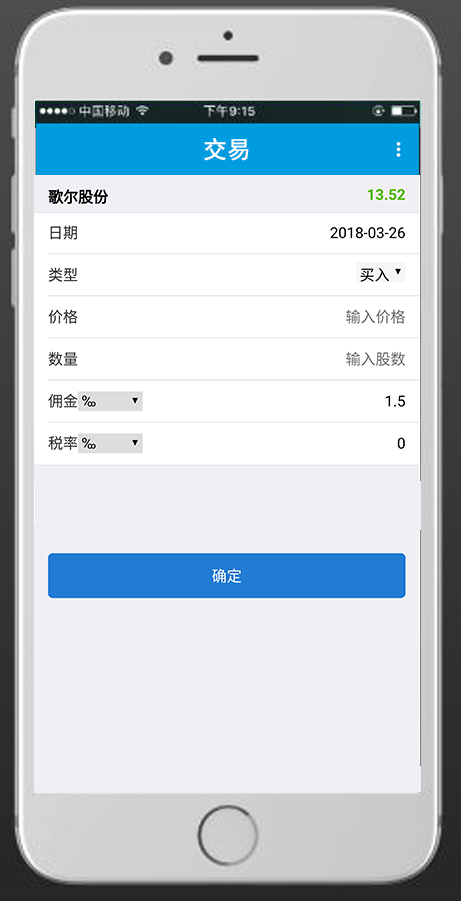 中国移动 下午9:15
交易
歌尔股份 13.52
日期 2018-03-26
类型 买入
价格 输入价格
数量 输入股数
佣金 ‰ 1.5
税率 ‰ 0
确定